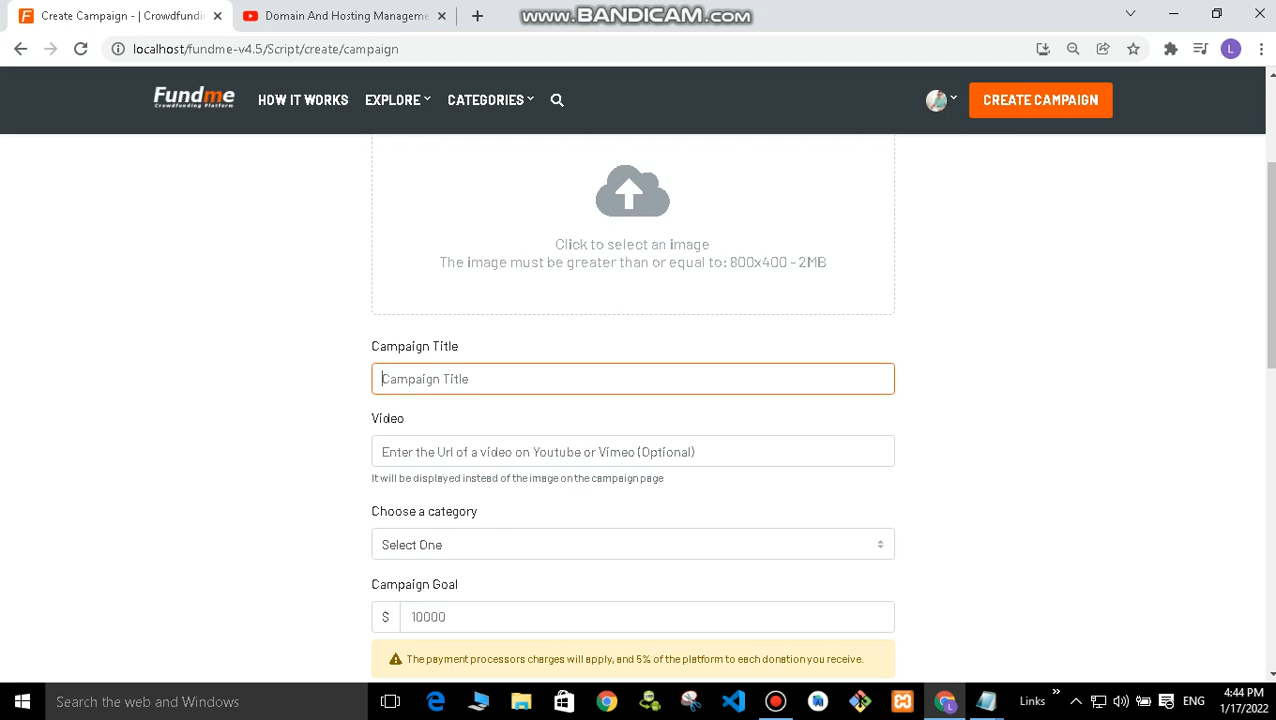 Create Campaign - | Crowdfundi
Domain And Hosting Manageme
www.BANDICAM.com
localhost/fundme-v4.5/Script/create/campaign
L
Fundme
Crowdfunding Platform
HOW IT WORKS
EXPLORE
CATEGORIES
CREATE CAMPAIGN
Click to select an image
The image must be greater than or equal to: 800x400 - 2MB
Campaign Title
Campaign Title
Video
Enter the Url of a video on Youtube or Vimeo (Optional)
It will be displayed instead of the image on the campaign page
Choose a category
Select One
Campaign Goal
$ 10000
The payment processors charges will apply, and 5% of the platform to each donation you receive.
Search the web and Windows
Links
ENG
4:44 PM
1/17/2022